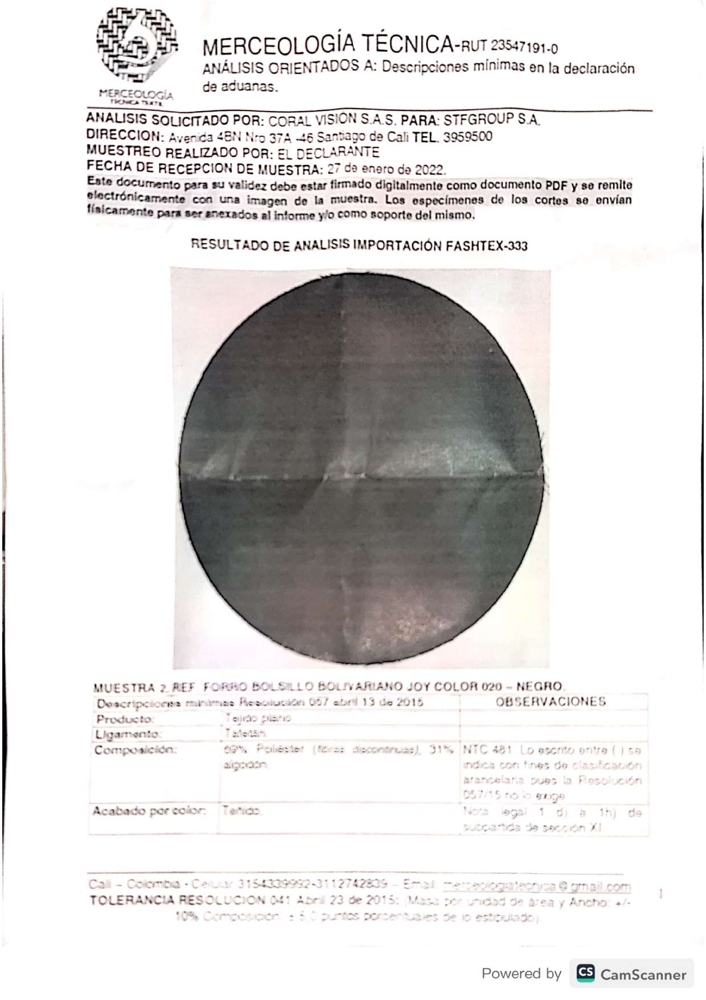 MERCEOLOGÍA
TÉCNICA TEXTIL
MERCEOLOGÍA TÉCNICA-RUT 23547191-0
ANÁLISIS ORIENTADOS A: Descripciones mínimas en la declaración
de aduanas.
ANALISIS SOLICITADO POR: CORAL VISIÓN S.A.S. PARA: STFGROUP S.A.
DIRECCION: Avenida 4BN Nro 37A -46 Santiago de Cali TEL. 3959500
MUESTREO REALIZADO POR: EL DECLARANTE
FECHA DE RECEPCION DE MUESTRA: 27 de enero de 2022.
Este documento para su validez debe estar firmado digitalmente como documento PDF y se remite
electrónicamente con una imagen de la muestra. Los especímenes de los cortes se envían
físicamente para ser anexados al informe y/o como soporte del mismo.
RESULTADO DE ANALISIS IMPORTACIÓN FASHTEX-333
MUESTRA 2. REF. FORRO BOLSILLO BOLIVARIANO JOY COLOR 020 – NEGRO.
Descripciones mínimas Resolución 057 abril 13 de 2015 OBSERVACIONES
Producto: Tejido plano
Ligamento: Tafetán
Composición: 69% Poliéster (fibras discontinuas), 31% NTC 481. Lo escrito entre ( ) se
algodón. indica con fines de clasificación
arancelaria pues la Resolución
057/15 no lo exige
Acabado por color: Teñido. Nota legal 1 d) a 1h) de
subpartida de sección XI.
Cali – Colombia - Celular 3154339992-3112742839 – Email: merceologiatecnica@gmail.com
1
TOLERANCIA RESOLUCION 041 Abril 23 de 2015: (Masa por unidad de área y Ancho: +/-
10% Composición: ± 5,0 puntos porcentuales de lo estipulado).
Powered by CS CamScanner